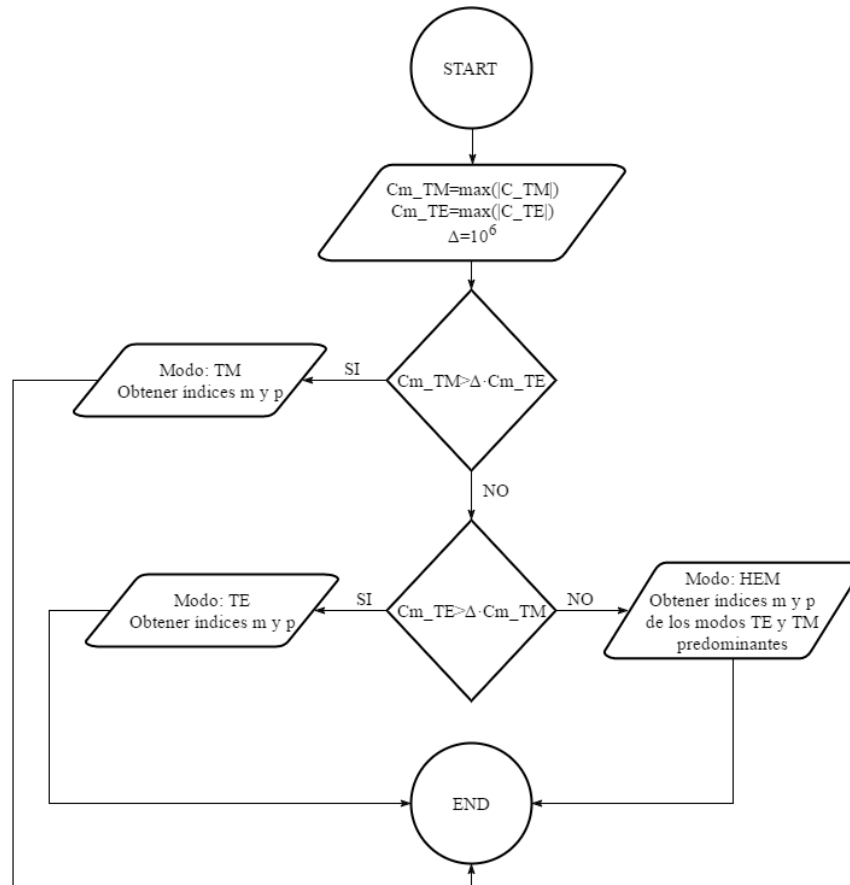 START
Cm_TM=max(|C_TM|)
Cm_TE=max(|C_TE|)
Δ=10⁶
Cm_TM>Δ·Cm_TE
SI
Modo: TM
Obtener índices m y p
NO
Cm_TE>Δ·Cm_TM
SI
Modo: TE
Obtener índices m y p
NO
Modo: HEM
Obtener índices m y p
de los modos TE y TM
predominantes
END